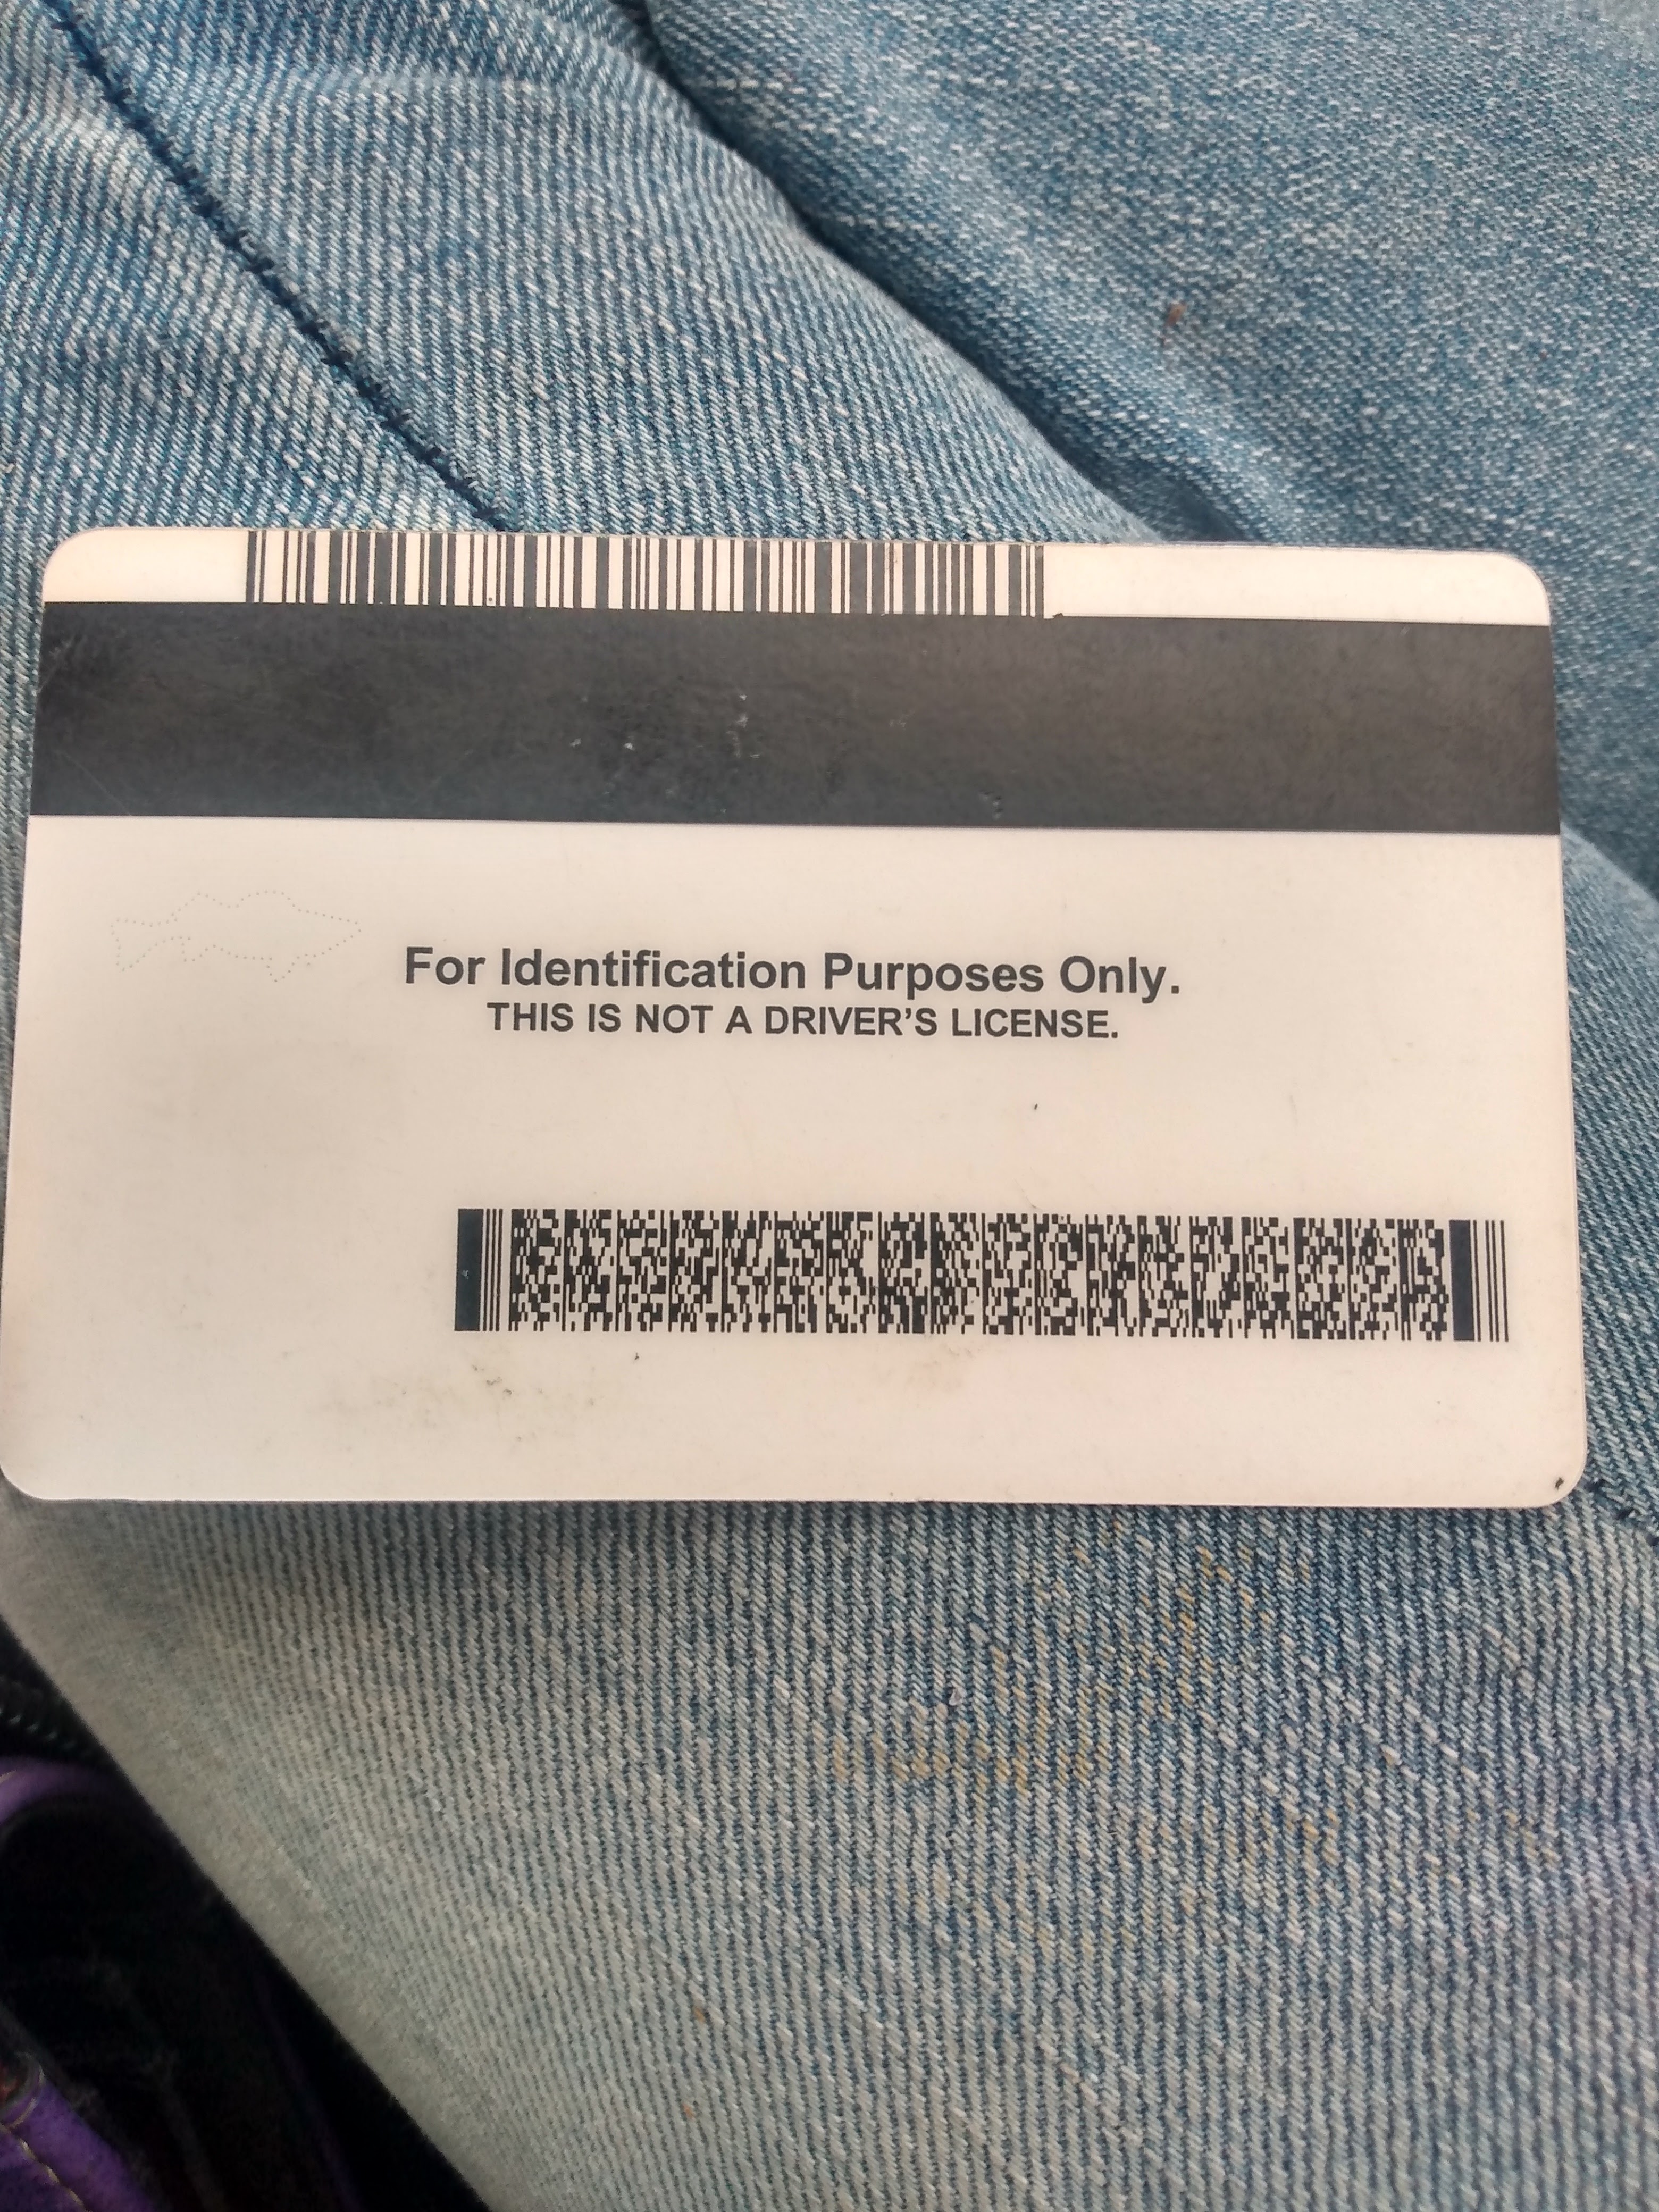 For Identification Purposes Only.
THIS IS NOT A DRIVER'S LICENSE.